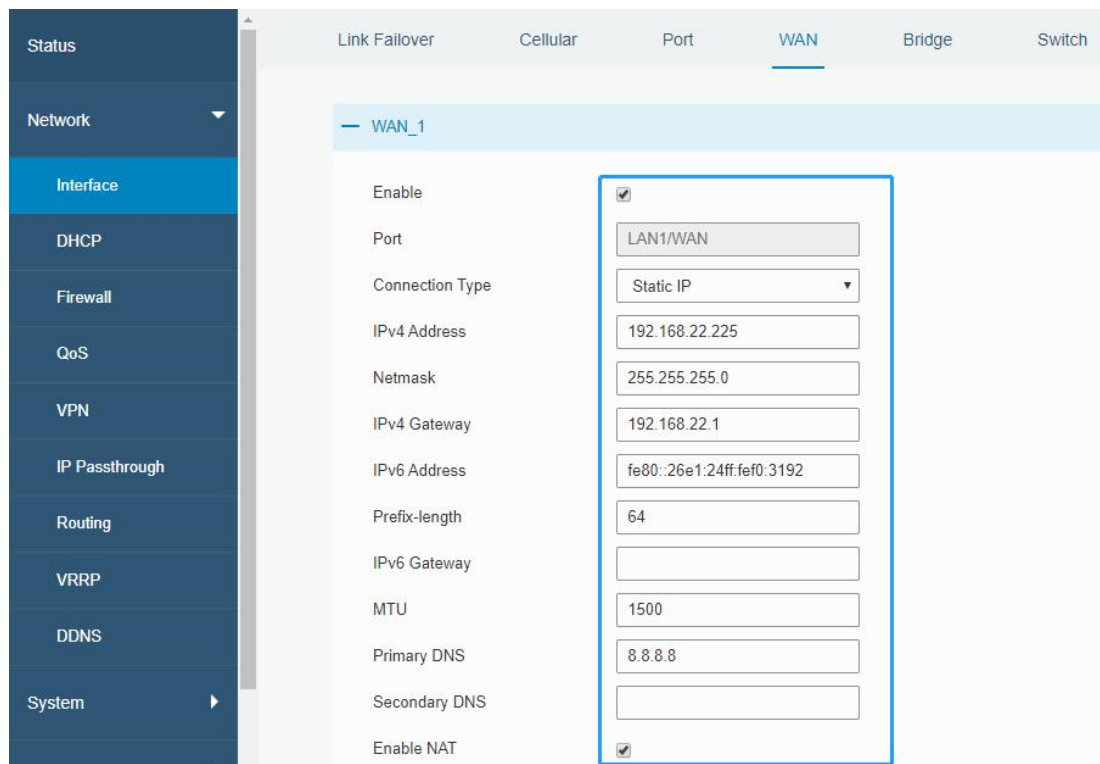 Status
Network
Interface
DHCP
Firewall
QoS
VPN
IP Passthrough
Routing
VRRP
DDNS
System
Link Failover Cellular Port WAN Bridge Switch
WAN_1
Enable
Port LAN1/WAN
Connection Type Static IP
IPv4 Address 192.168.22.225
Netmask 255.255.255.0
IPv4 Gateway 192.168.22.1
IPv6 Address fe80::26e1:24ff:fef0:3192
Prefix-length 64
IPv6 Gateway
MTU 1500
Primary DNS 8.8.8.8
Secondary DNS
Enable NAT